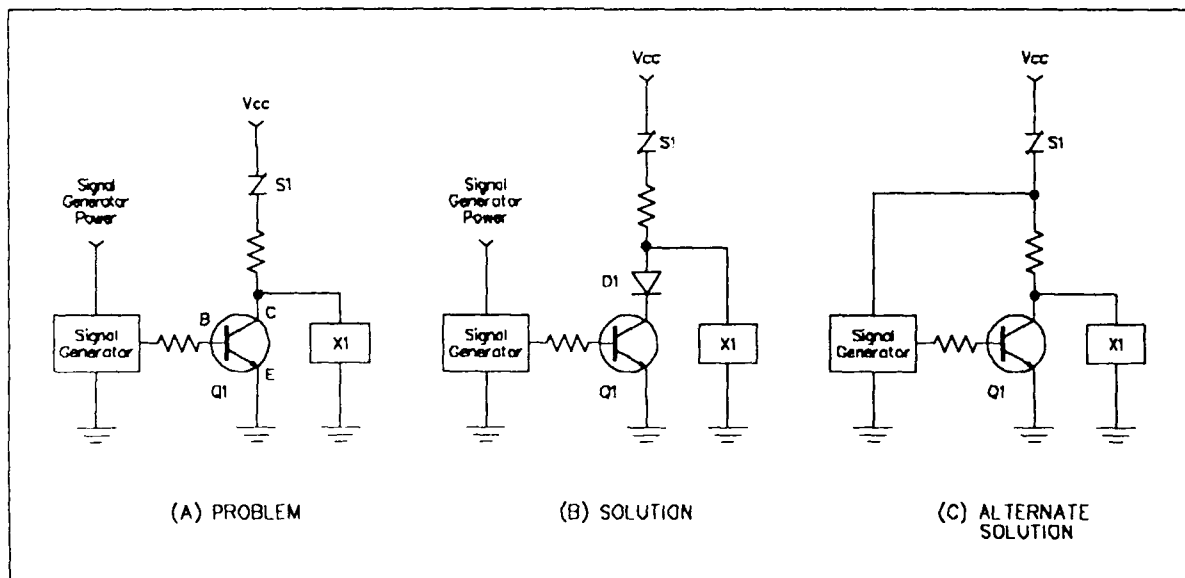 Vcc
S1
Signal
Generator
Power
Signal
Generator
B
C
E
Q1
X1
(A) PROBLEM
Vcc
S1
Signal
Generator
Power
D1
Signal
Generator
Q1
X1
(B) SOLUTION
Vcc
S1
Signal
Generator
Q1
X1
(C) ALTERNATE
SOLUTION